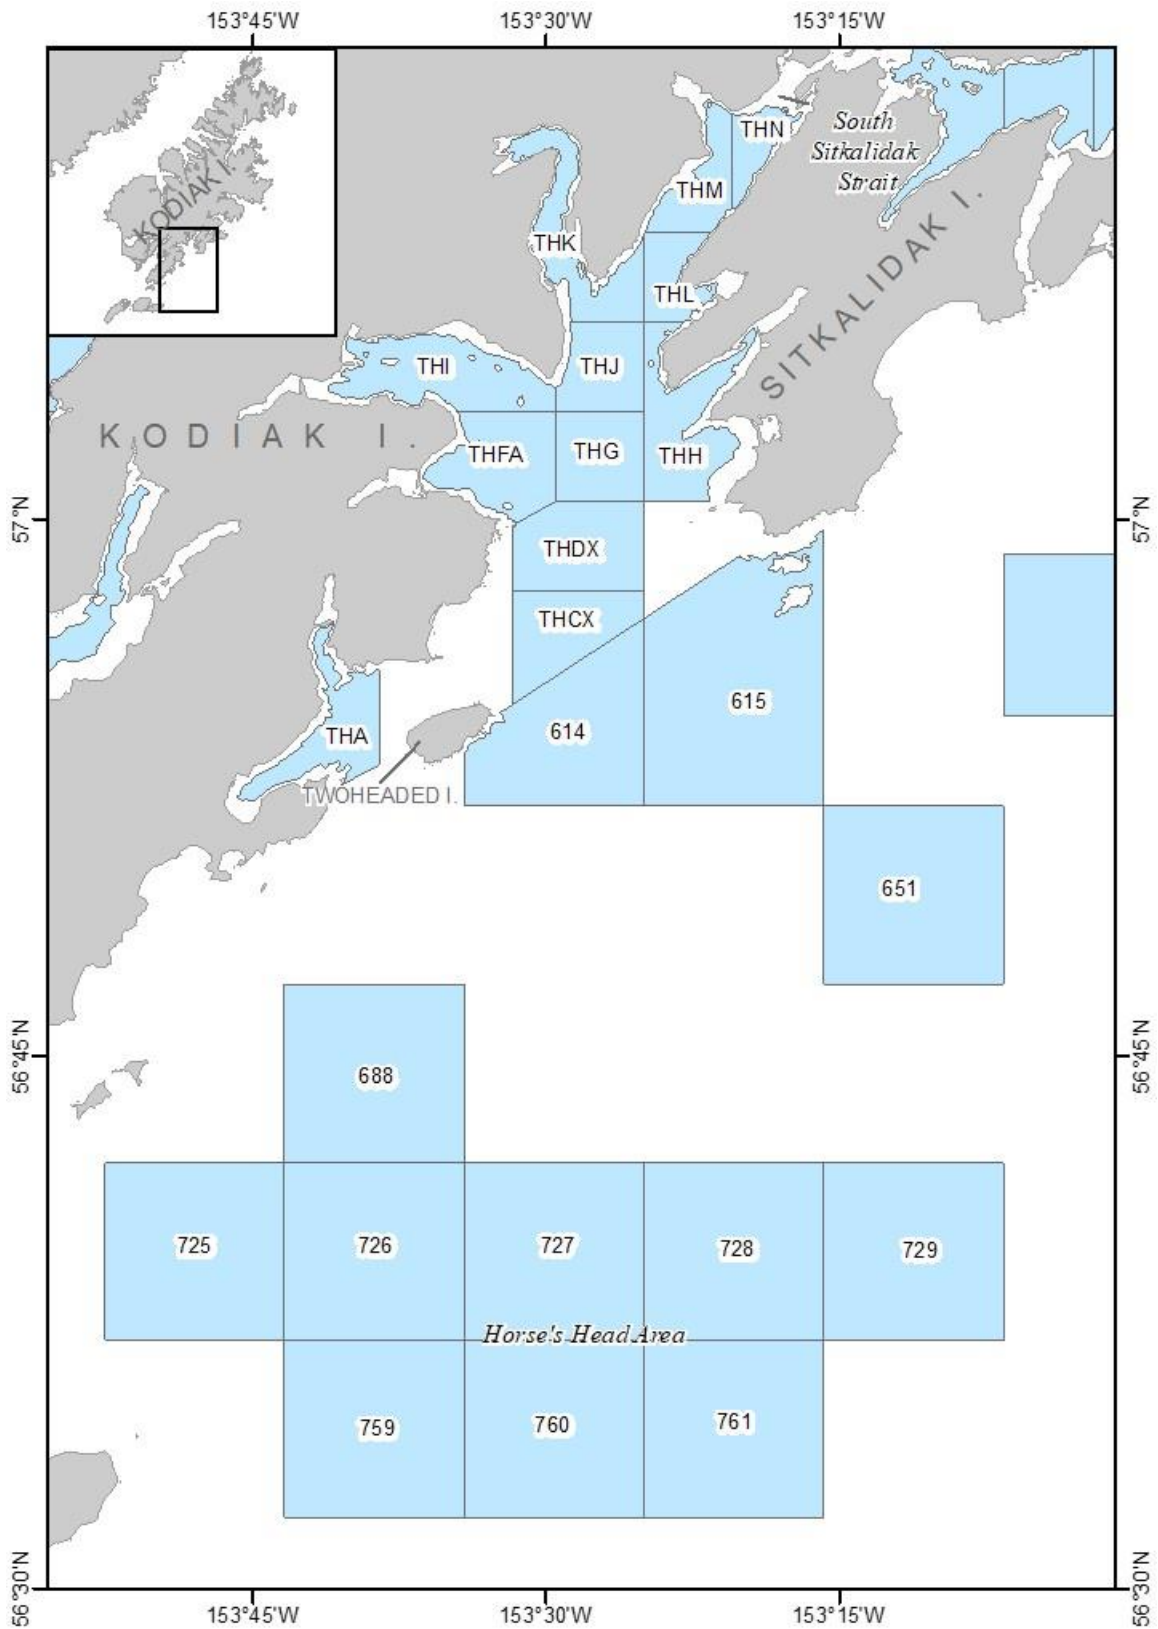 153°45'W 153°30'W 153°15'W
KODIAK I.
THN
South
Sitkalidak
Strait
THM
THK
THL
SITKALIDAK I.
THI
THJ
KODIAK I.
THFA
THG
THH
57°N
57°N
THDX
THCX
615
614
THA
TWOHEADED I.
651
56°45'N
56°45'N
688
725
726
727
728
729
Horse's Head Area
759
760
761
56°30'N
56°30'N
153°45'W 153°30'W 153°15'W